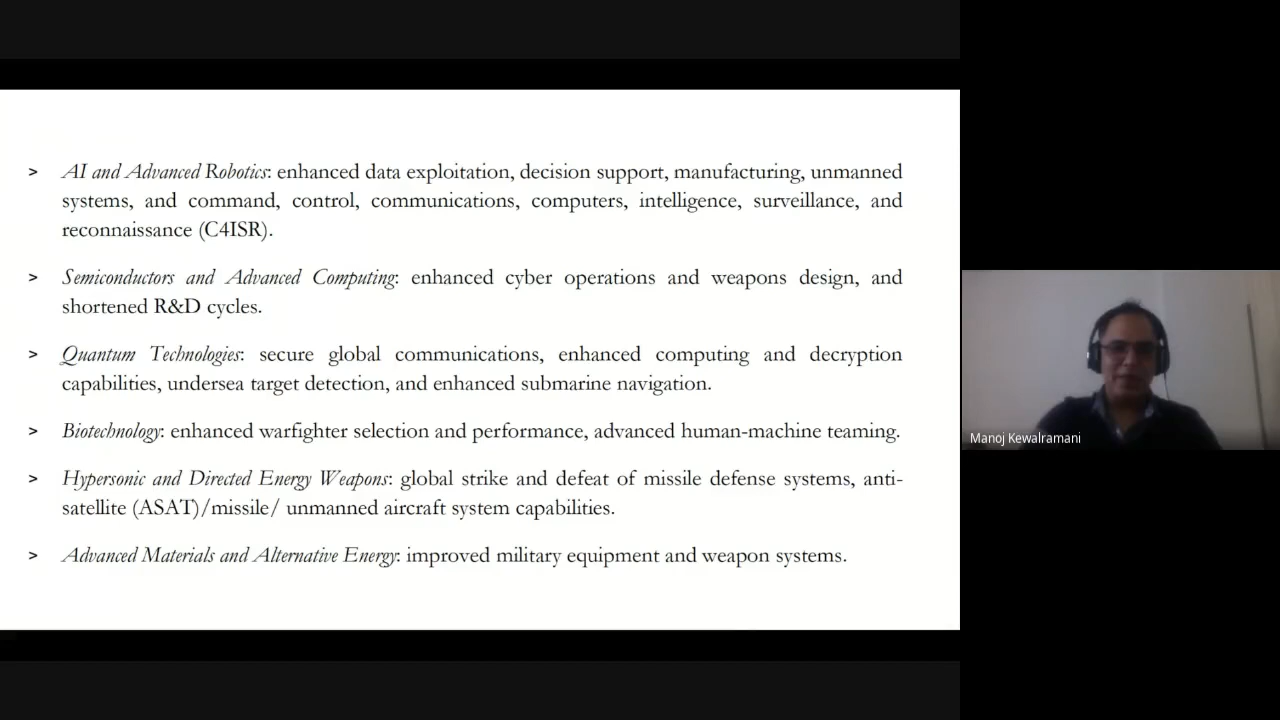 > AI and Advanced Robotics: enhanced data exploitation, decision support, manufacturing, unmanned
systems, and command, control, communications, computers, intelligence, surveillance, and
reconnaissance (C4ISR).
> Semiconductors and Advanced Computing: enhanced cyber operations and weapons design, and
shortened R&D cycles.
> Quantum Technologies: secure global communications, enhanced computing and decryption
capabilities, undersea target detection, and enhanced submarine navigation.
> Biotechnology: enhanced warfighter selection and performance, advanced human-machine teaming.
> Hypersonic and Directed Energy Weapons: global strike and defeat of missile defense systems, anti-
satellite (ASAT)/missile/ unmanned aircraft system capabilities.
> Advanced Materials and Alternative Energy: improved military equipment and weapon systems.
Manoj Kewalramani